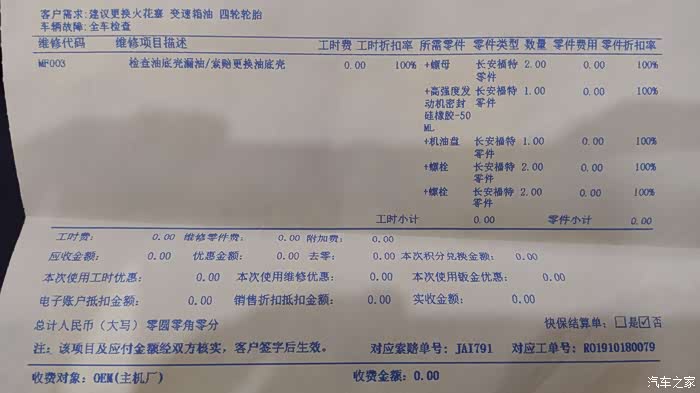 客户需求:建议更换火花塞 变速箱油 四轮轮胎
车辆故障:全车检查
维修代码 维修项目描述 工时费 工时折扣率 所需零件 零件类型 数量 零件费用 零件折扣率
MF003 检查油底壳漏油/索赔更换油底壳 0.00 100% +螺母 长安福特零件 2.00 0.00 100%
+高强度发动机密封硅橡胶-50ML 长安福特零件 1.00 0.00 100%
+机油盘 长安福特零件 1.00 0.00 100%
+螺栓 长安福特零件 2.00 0.00 100%
+螺栓 长安福特零件 2.00 0.00 100%
工时小计 0.00 零件小计 0.00
工时费: 0.00 维修零件费: 0.00 附加费: 0.00
应收金额: 0.00 优惠金额: 0.00 去零: 0.00 本次积分兑换金额: 0.00
本次使用工时优惠: 0.00 本次使用维修优惠: 0.00 本次使用钣金优惠: 0.00
电子账户抵扣金额: 0.00 销售折扣抵扣金额: 0.00 实收金额: 0.00
总计人民币（大写）零圆零角零分 快保结算单: □是☑否
注: 该项目及应付金额经双方核实，客户签字后生效。 对应索赔单号: JAI791 对应工单号: RO1910180079
收费对象: OEM(主机厂) 收费金额: 0.00
汽车之家